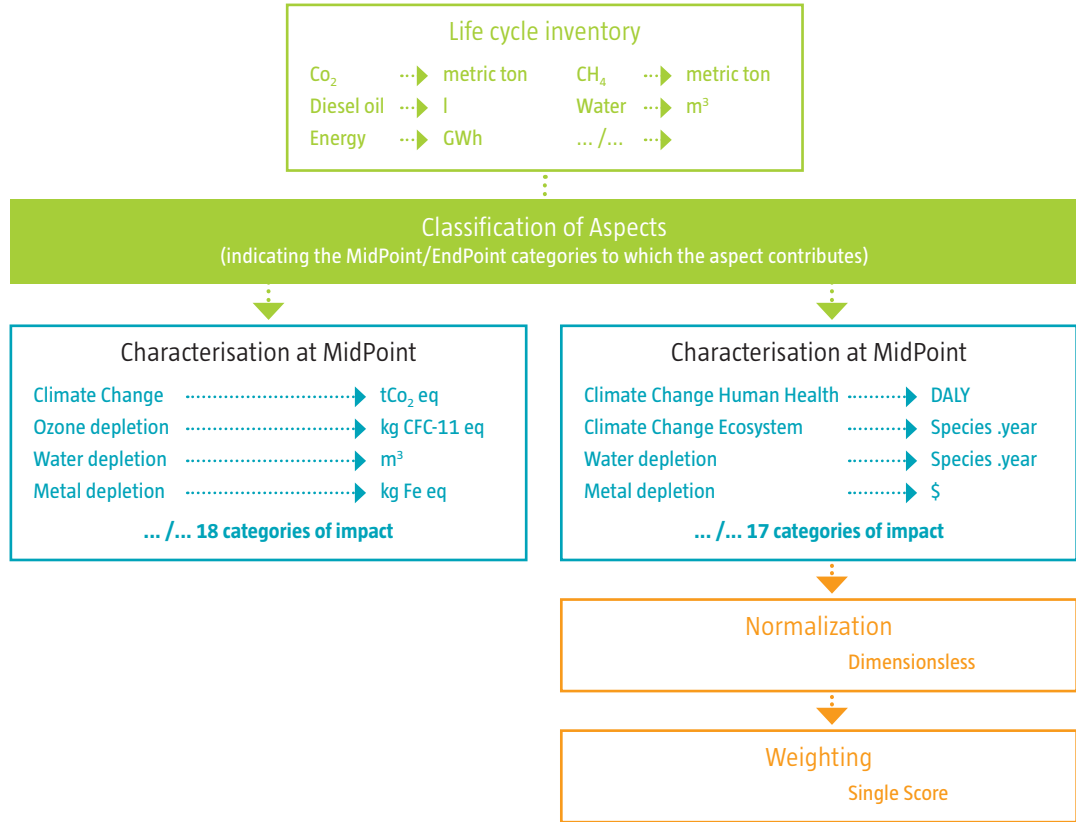 Life cycle inventory
Co₂ metric ton CH₄ metric ton
Diesel oil l Water m³
Energy GWh ... /...
Classification of Aspects
(indicating the MidPoint/EndPoint categories to which the aspect contributes)
Characterisation at MidPoint
Climate Change tCo₂ eq
Ozone depletion kg CFC-11 eq
Water depletion m³
Metal depletion kg Fe eq
... /... 18 categories of impact
Characterisation at MidPoint
Climate Change Human Health DALY
Climate Change Ecosystem Species .year
Water depletion Species .year
Metal depletion $
... /... 17 categories of impact
Normalization
Dimensionsless
Weighting
Single Score